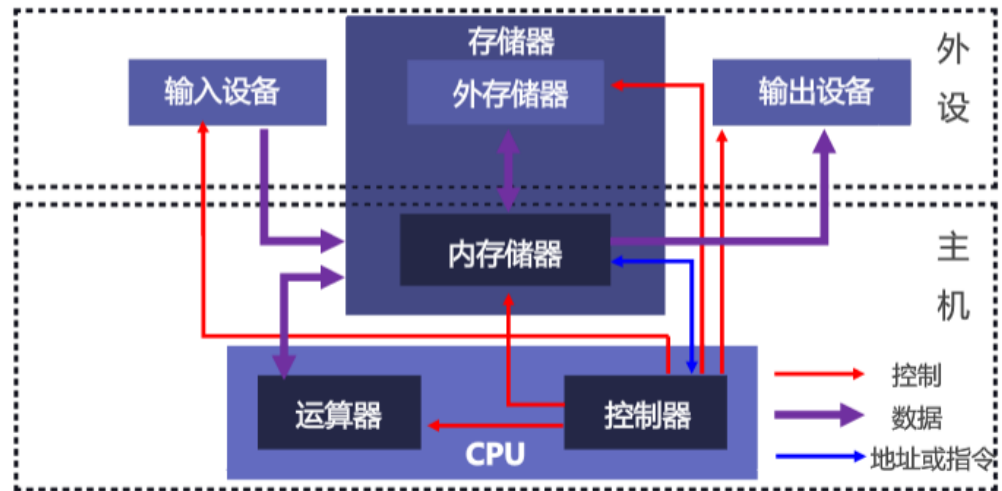 存储器
外设
输入设备
外存储器
输出设备
内存储器
主机
运算器
控制器
CPU
控制
数据
地址或指令